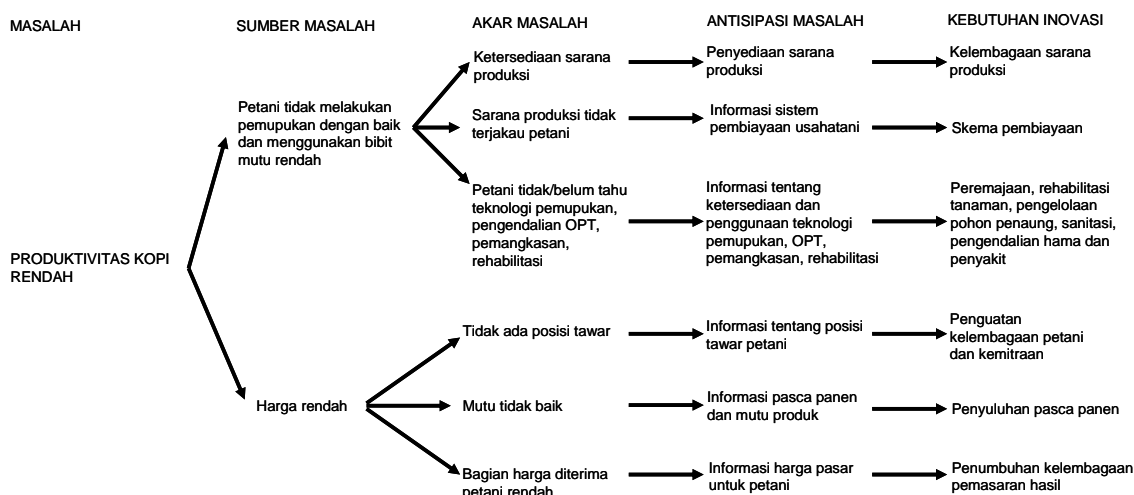 MASALAH
SUMBER MASALAH
AKAR MASALAH
ANTISIPASI MASALAH
KEBUTUHAN INOVASI
PRODUKTIVITAS KOPI
RENDAH
Petani tidak melakukan
pemupukan dengan baik
dan menggunakan bibit
mutu rendah
Ketersediaan sarana
produksi
Penyediaan sarana
produksi
Kelembagaan sarana
produksi
Sarana produksi tidak
terjakau petani
Informasi sistem
pembiayaan usahatani
Skema pembiayaan
Petani tidak/belum tahu
teknologi pemupukan,
pengendalian OPT,
pemangkasan,
rehabilitasi
Informasi tentang
ketersediaan dan
penggunaan teknologi
pemupukan, OPT,
pemangkasan, rehabilitasi
Peremajaan, rehabilitasi
tanaman, pengelolaan
pohon penaung, sanitasi,
pengendalian hama dan
penyakit
Harga rendah
Tidak ada posisi tawar
Informasi tentang posisi
tawar petani
Penguatan
kelembagaan petani
dan kemitraan
Mutu tidak baik
Informasi pasca panen
dan mutu produk
Penyuluhan pasca panen
Bagian harga diterima
petani rendah
Informasi harga pasar
untuk petani
Penumbuhan kelembagaan
pemasaran hasil